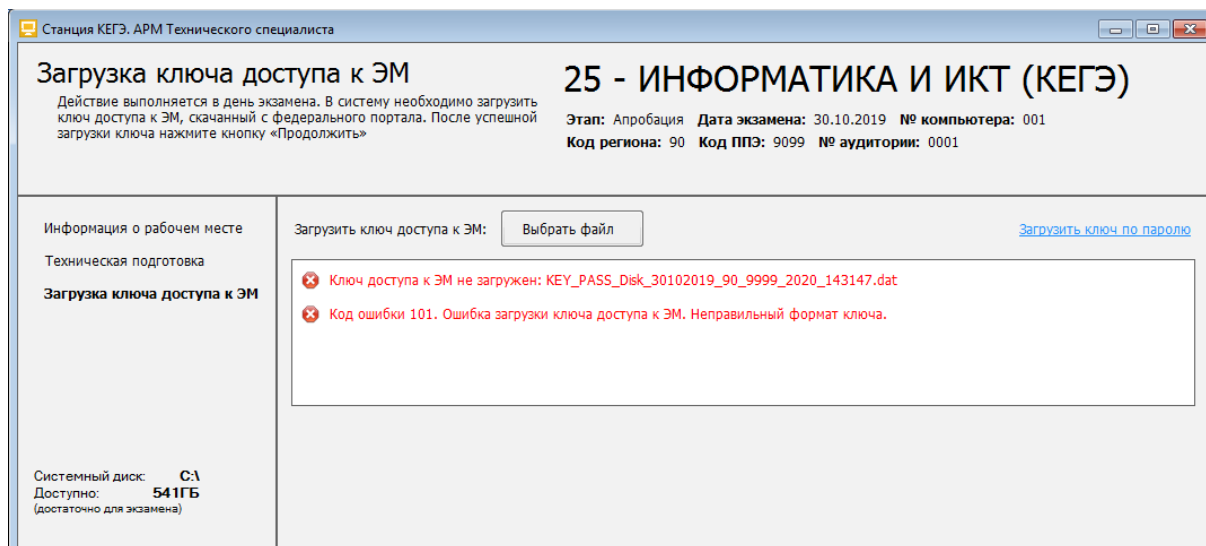 Станция КЕГЭ. АРМ Технического специалиста
Загрузка ключа доступа к ЭМ
Действие выполняется в день экзамена. В систему необходимо загрузить
ключ доступа к ЭМ, скачанный с федерального портала. После успешной
загрузки ключа нажмите кнопку «Продолжить»
25 - ИНФОРМАТИКА И ИКТ (КЕГЭ)
Этап: Апробация Дата экзамена: 30.10.2019 № компьютера: 001
Код региона: 90 Код ППЭ: 9099 № аудитории: 0001
Информация о рабочем месте
Техническая подготовка
Загрузка ключа доступа к ЭМ
Системный диск: C:\
Доступно: 541ГБ
(достаточно для экзамена)
Загрузить ключ доступа к ЭМ: Выбрать файл Загрузить ключ по паролю
Ключ доступа к ЭМ не загружен: KEY_PASS_Disk_30102019_90_9999_2020_143147.dat
Код ошибки 101. Ошибка загрузки ключа доступа к ЭМ. Неправильный формат ключа.